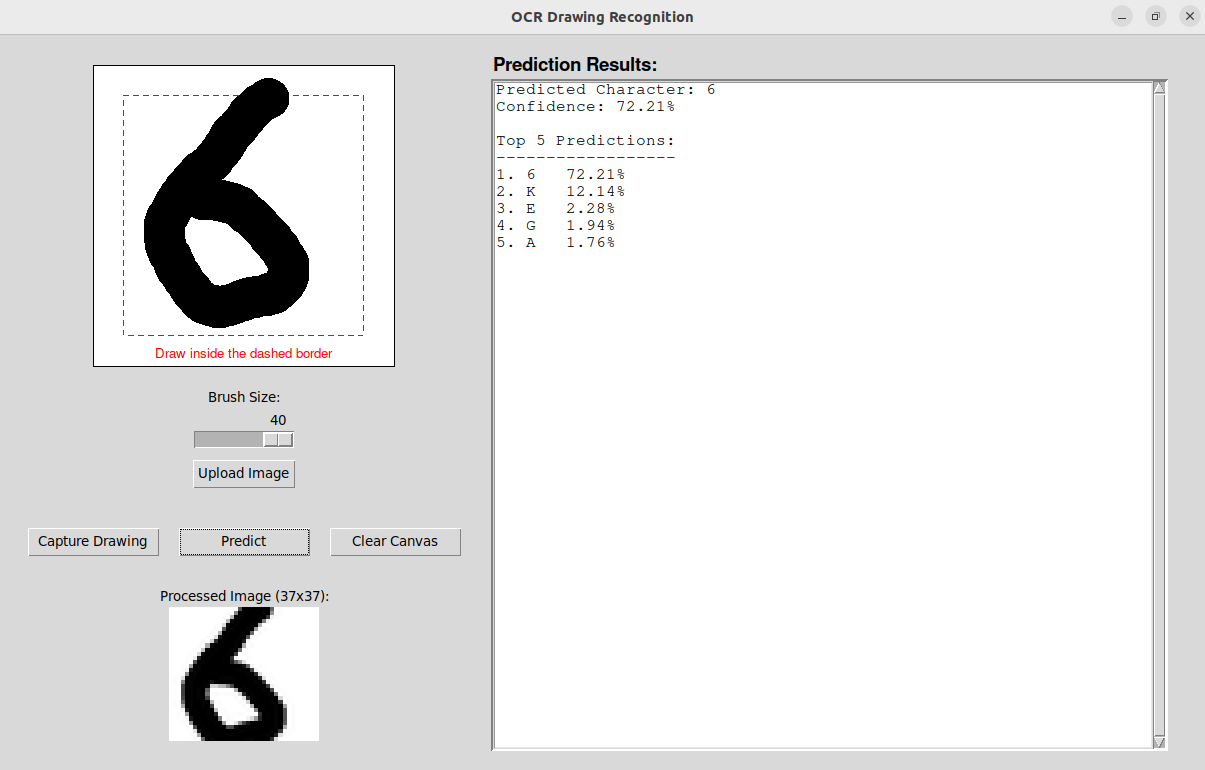 OCR Drawing Recognition
6
Draw inside the dashed border
Brush Size:
40
Upload Image
Capture Drawing
Predict
Clear Canvas
Processed Image (37x37):
6
Prediction Results:
Predicted Character: 6
Confidence: 72.21%
Top 5 Predictions:
------------------
1. 6 72.21%
2. K 12.14%
3. E 2.28%
4. G 1.94%
5. A 1.76%